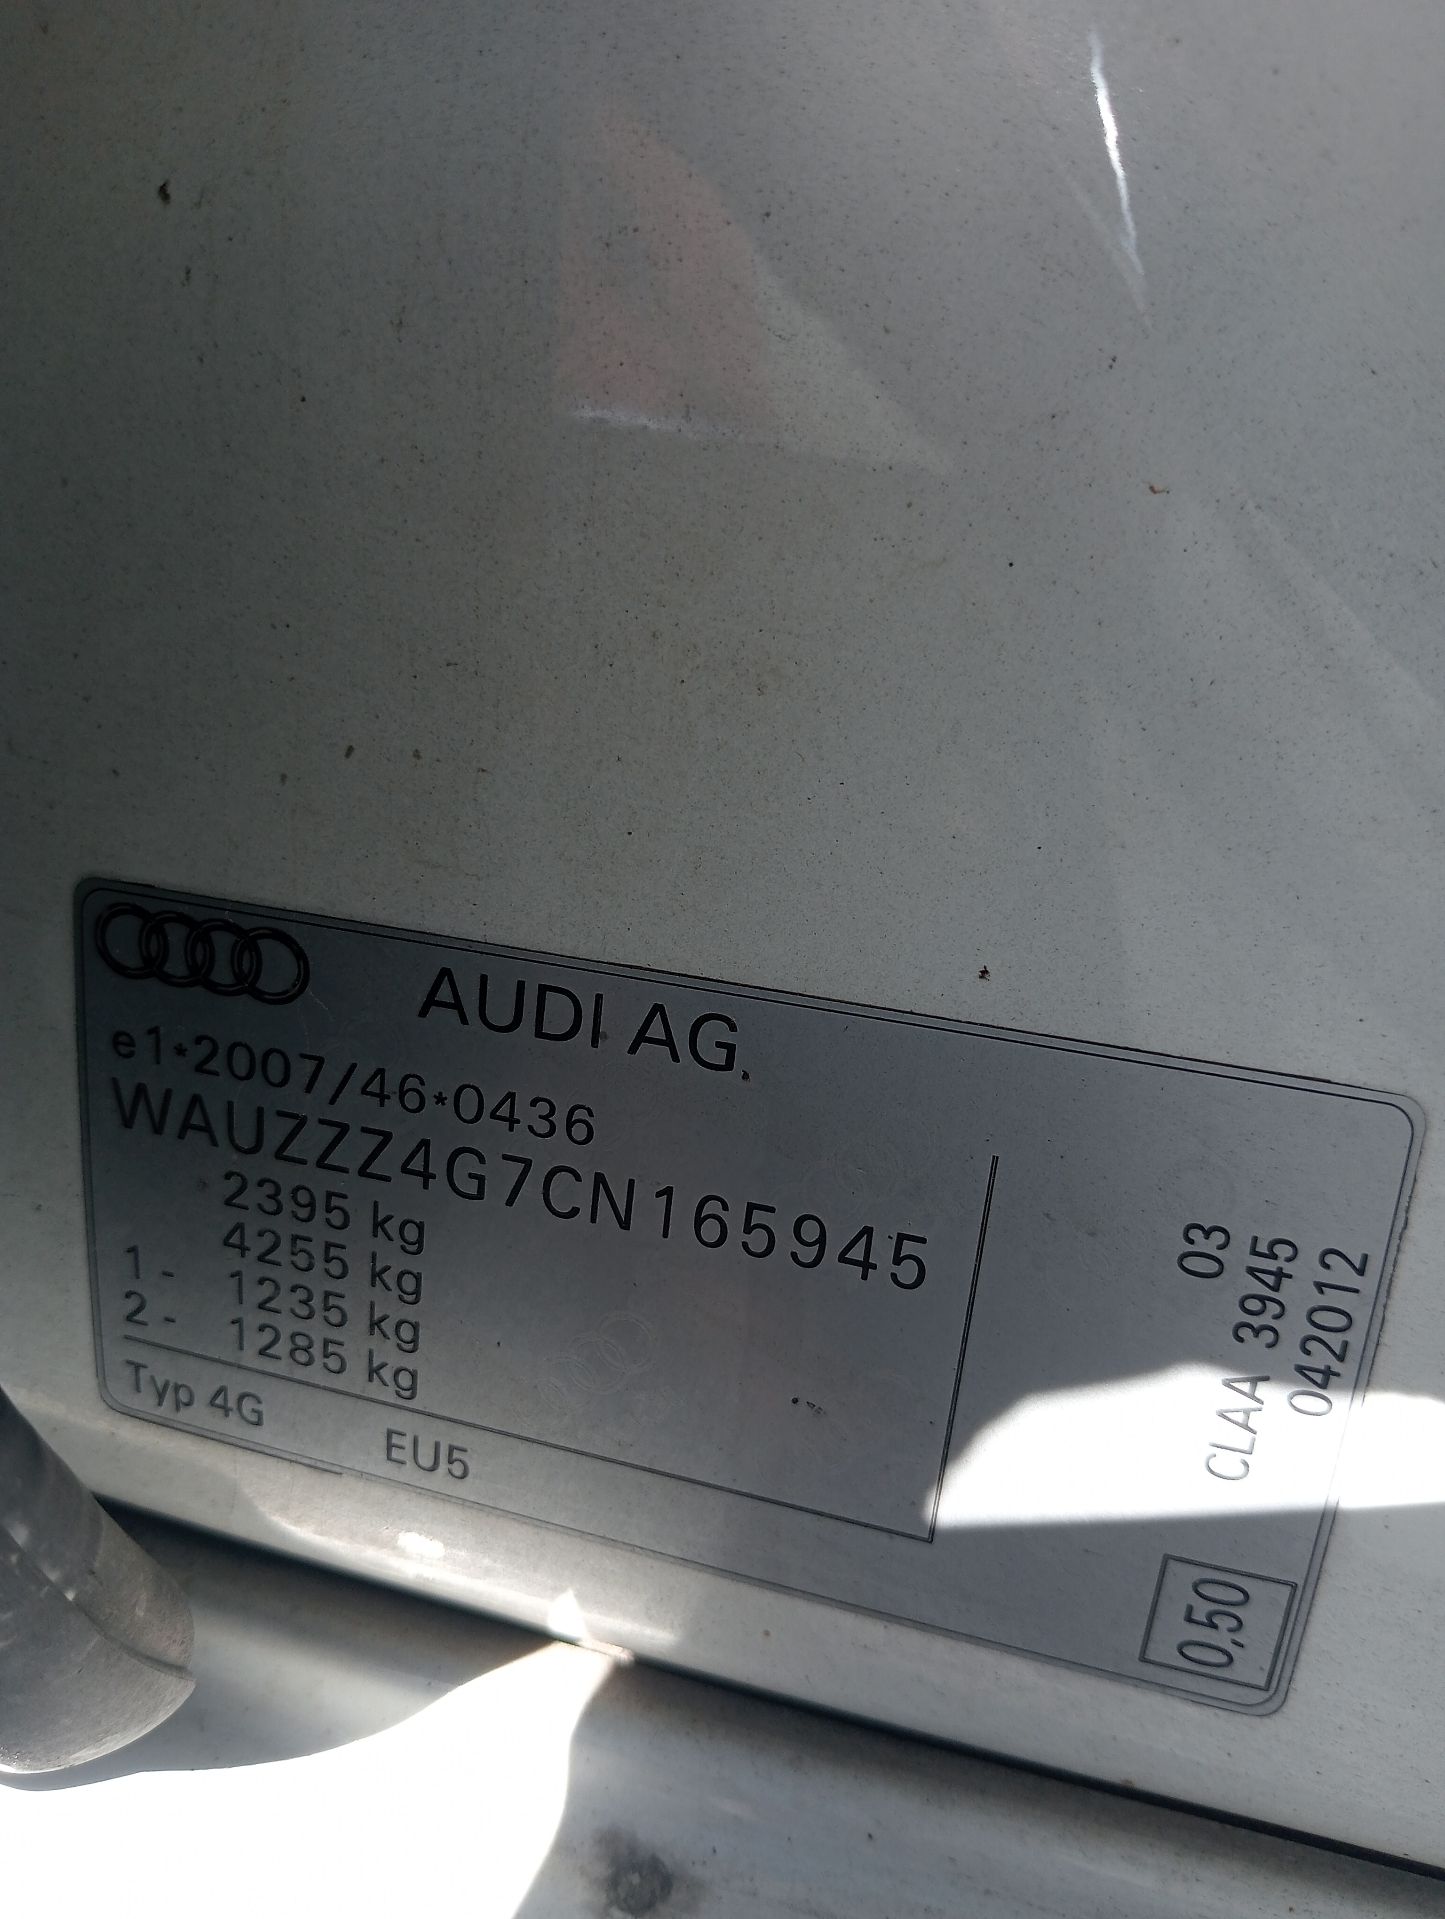 AUDI AG.
e1*2007/46*0436
WAUZZZ4G7CN165945
2395 kg
4255 kg
1 - 1235 kg
2 - 1285 kg
Typ 4G EU5
03
CLAA 3945
042012
0,50